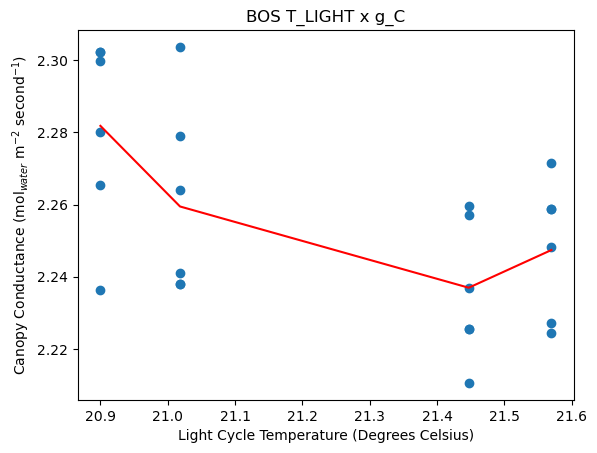 BOS T_LIGHT x g_C
Canopy Conductance (mol_{water} m^{−2} second^{−1})
2.30
2.28
2.26
2.24
2.22
20.9 21.0 21.1 21.2 21.3 21.4 21.5 21.6
Light Cycle Temperature (Degrees Celsius)